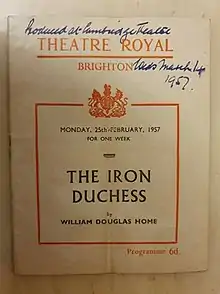 Produced at Cambridge Theatre
THEATRE ROYAL
BRIGHTON
March
1957.
MONDAY, 25th FEBRUARY, 1957
FOR ONE WEEK
THE IRON
DUCHESS
by
WILLIAM DOUGLAS HOME
Programme 6d.